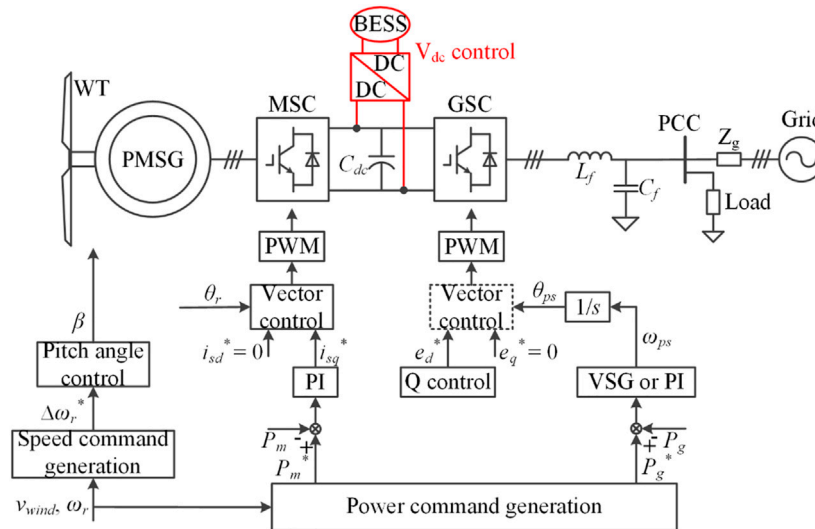 BESS
V_dc control
DC
DC
WT
MSC
GSC
PCC
Z_g
Grid
PMSG
C_dc
L_f
C_f
Load
PWM
PWM
θ_r
Vector
control
Vector
control
θ_ps
1/s
β
i_sd* = 0
i_sq*
e_d*
e_q* = 0
ω_ps
Pitch angle
control
PI
Q control
VSG or PI
Δω_r*
Speed command
generation
P_m
-
+
P_m*
+
-
P_g
P_g*
v_wind, ω_r
Power command generation